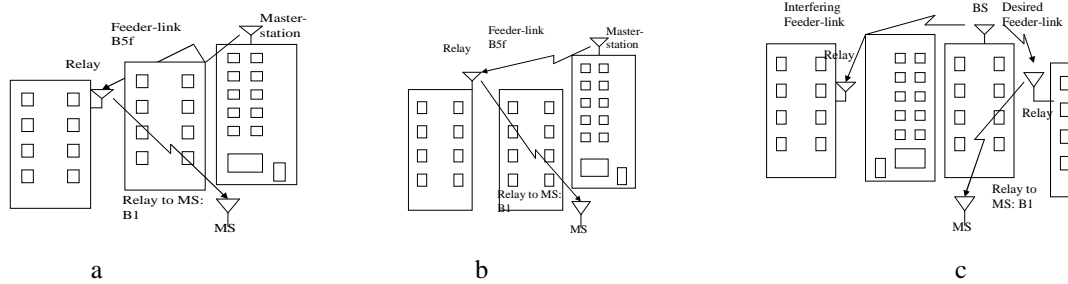 Feeder-link
B5f
Master-
station
Relay
Relay to MS:
B1
MS
a
Feeder-link
B5f
Master-
station
Relay
Relay to MS:
B1
MS
b
Interfering
Feeder-link
BS
Desired
Feeder-link
Relay
Relay
Relay to
MS: B1
MS
c